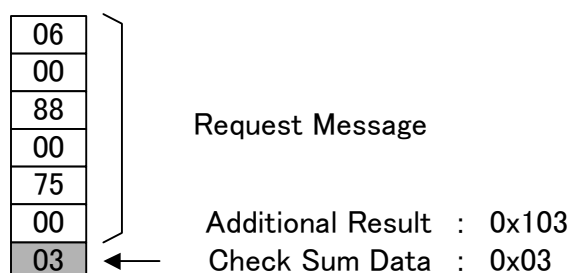 06
00
88
00
Request Message
75
00 Additional Result : 0x103
03 Check Sum Data : 0x03